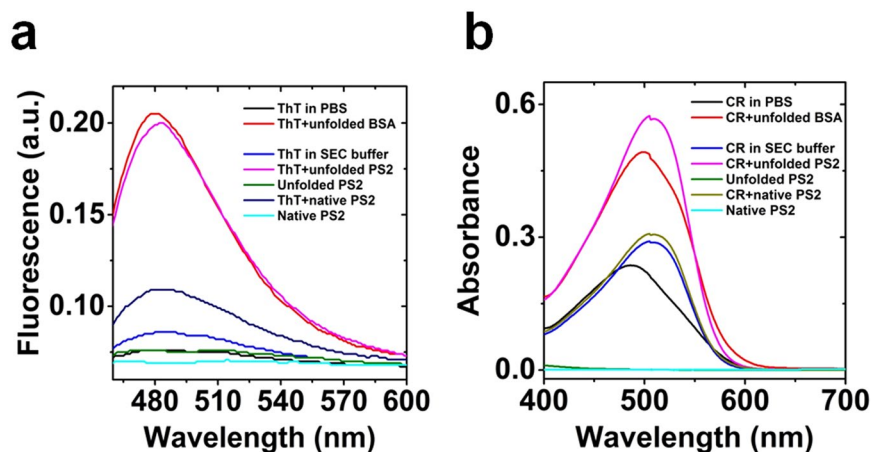 a
b
Fluorescence (a.u.)
0.20
0.15
0.10
ThT in PBS
ThT+unfolded BSA
ThT in SEC buffer
ThT+unfolded PS2
Unfolded PS2
ThT+native PS2
Native PS2
480 510 540 570 600
Wavelength (nm)
Absorbance
0.6
0.3
0.0
CR in PBS
CR+unfolded BSA
CR in SEC buffer
CR+unfolded PS2
Unfolded PS2
CR+native PS2
Native PS2
400 500 600 700
Wavelength (nm)